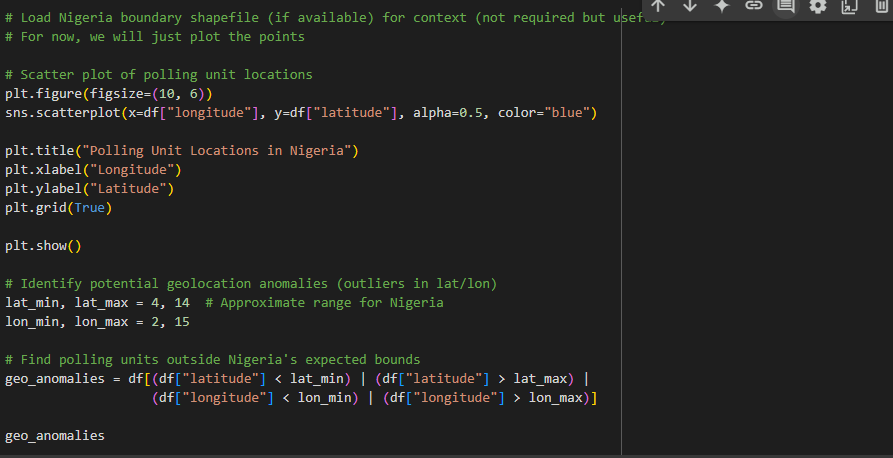 # Load Nigeria boundary shapefile (if available) for context (not required but useful)
# For now, we will just plot the points
# Scatter plot of polling unit locations
plt.figure(figsize=(10, 6))
sns.scatterplot(x=df["longitude"], y=df["latitude"], alpha=0.5, color="blue")
plt.title("Polling Unit Locations in Nigeria")
plt.xlabel("Longitude")
plt.ylabel("Latitude")
plt.grid(True)
plt.show()
# Identify potential geolocation anomalies (outliers in lat/lon)
lat_min, lat_max = 4, 14  # Approximate range for Nigeria
lon_min, lon_max = 2, 15
# Find polling units outside Nigeria's expected bounds
geo_anomalies = df[(df["latitude"] < lat_min) | (df["latitude"] > lat_max) |
(df["longitude"] < lon_min) | (df["longitude"] > lon_max)]
geo_anomalies